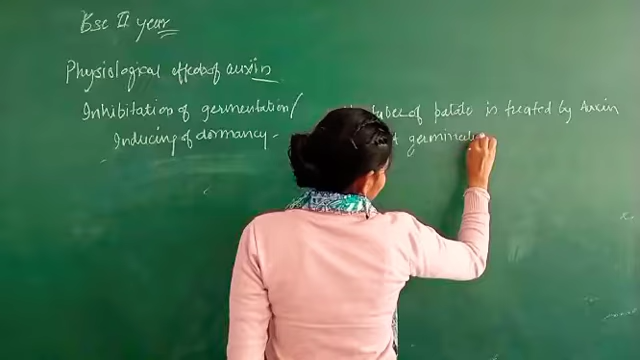 Bsc II year
Physiological effects of auxin
Inhibitation of germentation/ tuber of patato is treated by Auxin
Inducing of dormancy - germinati